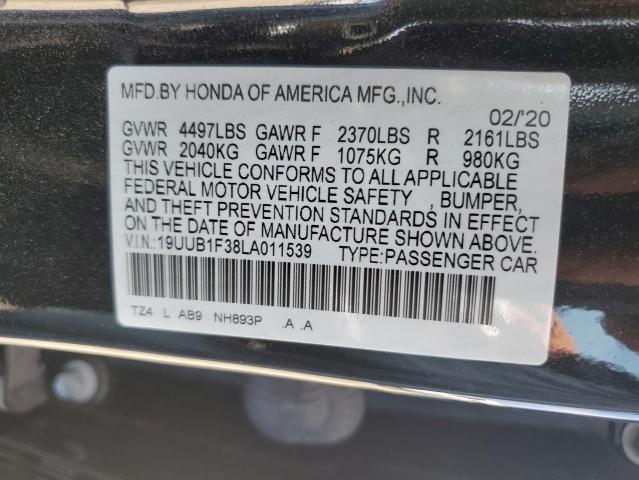 MFD.BY HONDA OF AMERICA MFG.,INC.
02/'20
GVWR 4497LBS GAWR F 2370LBS R 2161LBS
GVWR 2040KG GAWR F 1075KG R 980KG
THIS VEHICLE CONFORMS TO ALL APPLICABLE
FEDERAL MOTOR VEHICLE SAFETY , BUMPER,
AND THEFT PREVENTION STANDARDS IN EFFECT
ON THE DATE OF MANUFACTURE SHOWN ABOVE.
V.I.N.:19UUB1F38LA011539 TYPE:PASSENGER CAR
TZ4 L AB9 NH893P .A .A